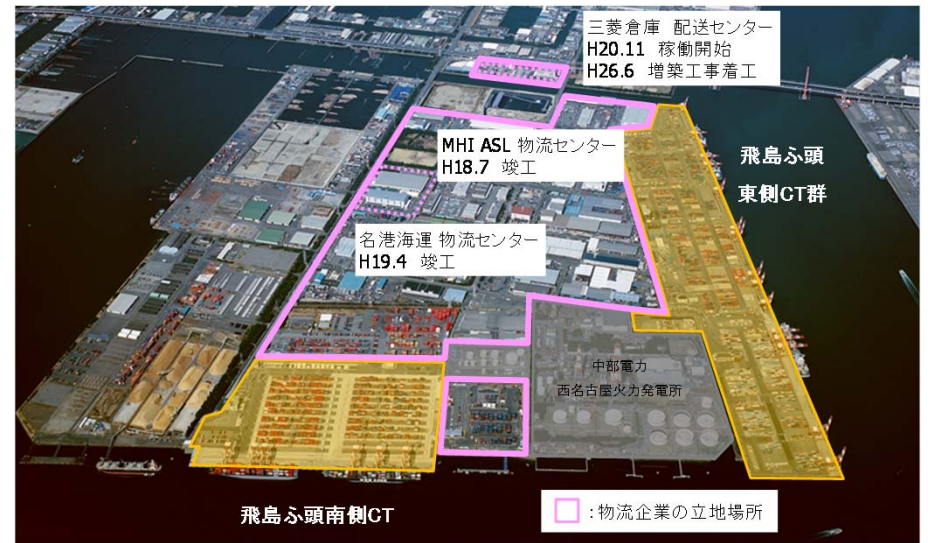 三菱倉庫 配送センター
H20.11 稼働開始
H26.6 増築工事着工
MHI ASL 物流センター
H18.7 竣工
飛島ふ頭
東側CT群
名港海運 物流センター
H19.4 竣工
中部電力
西名古屋火力発電所
飛島ふ頭南側CT
:物流企業の立地場所